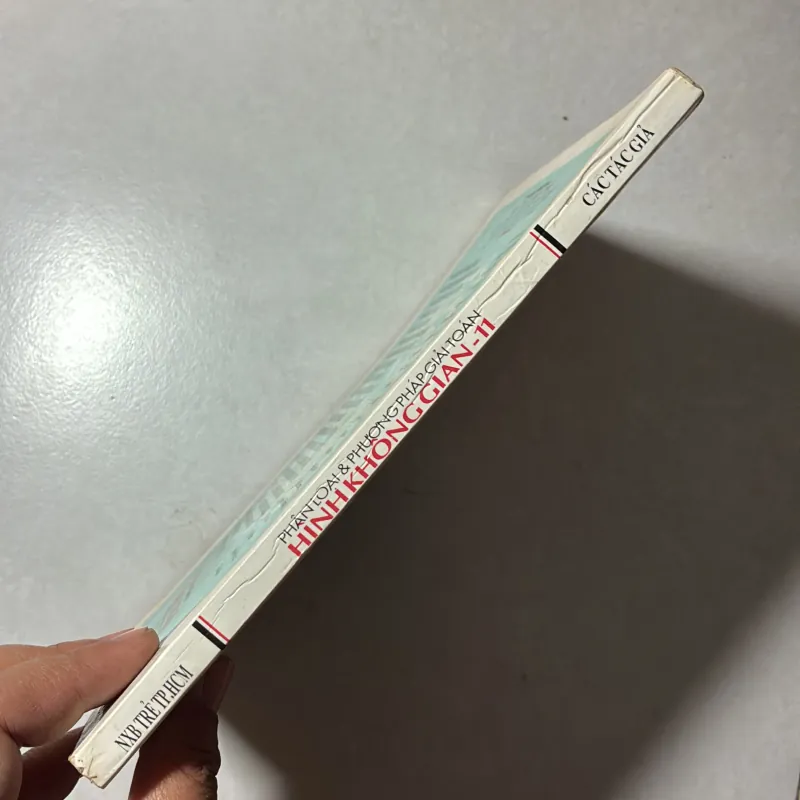 NXB TRẺ TP.HCM
PHÂN LOẠI & PHƯƠNG PHÁP GIẢI TOÁN
HÌNH KHÔNG GIAN - 11
CÁC TÁC GIẢ